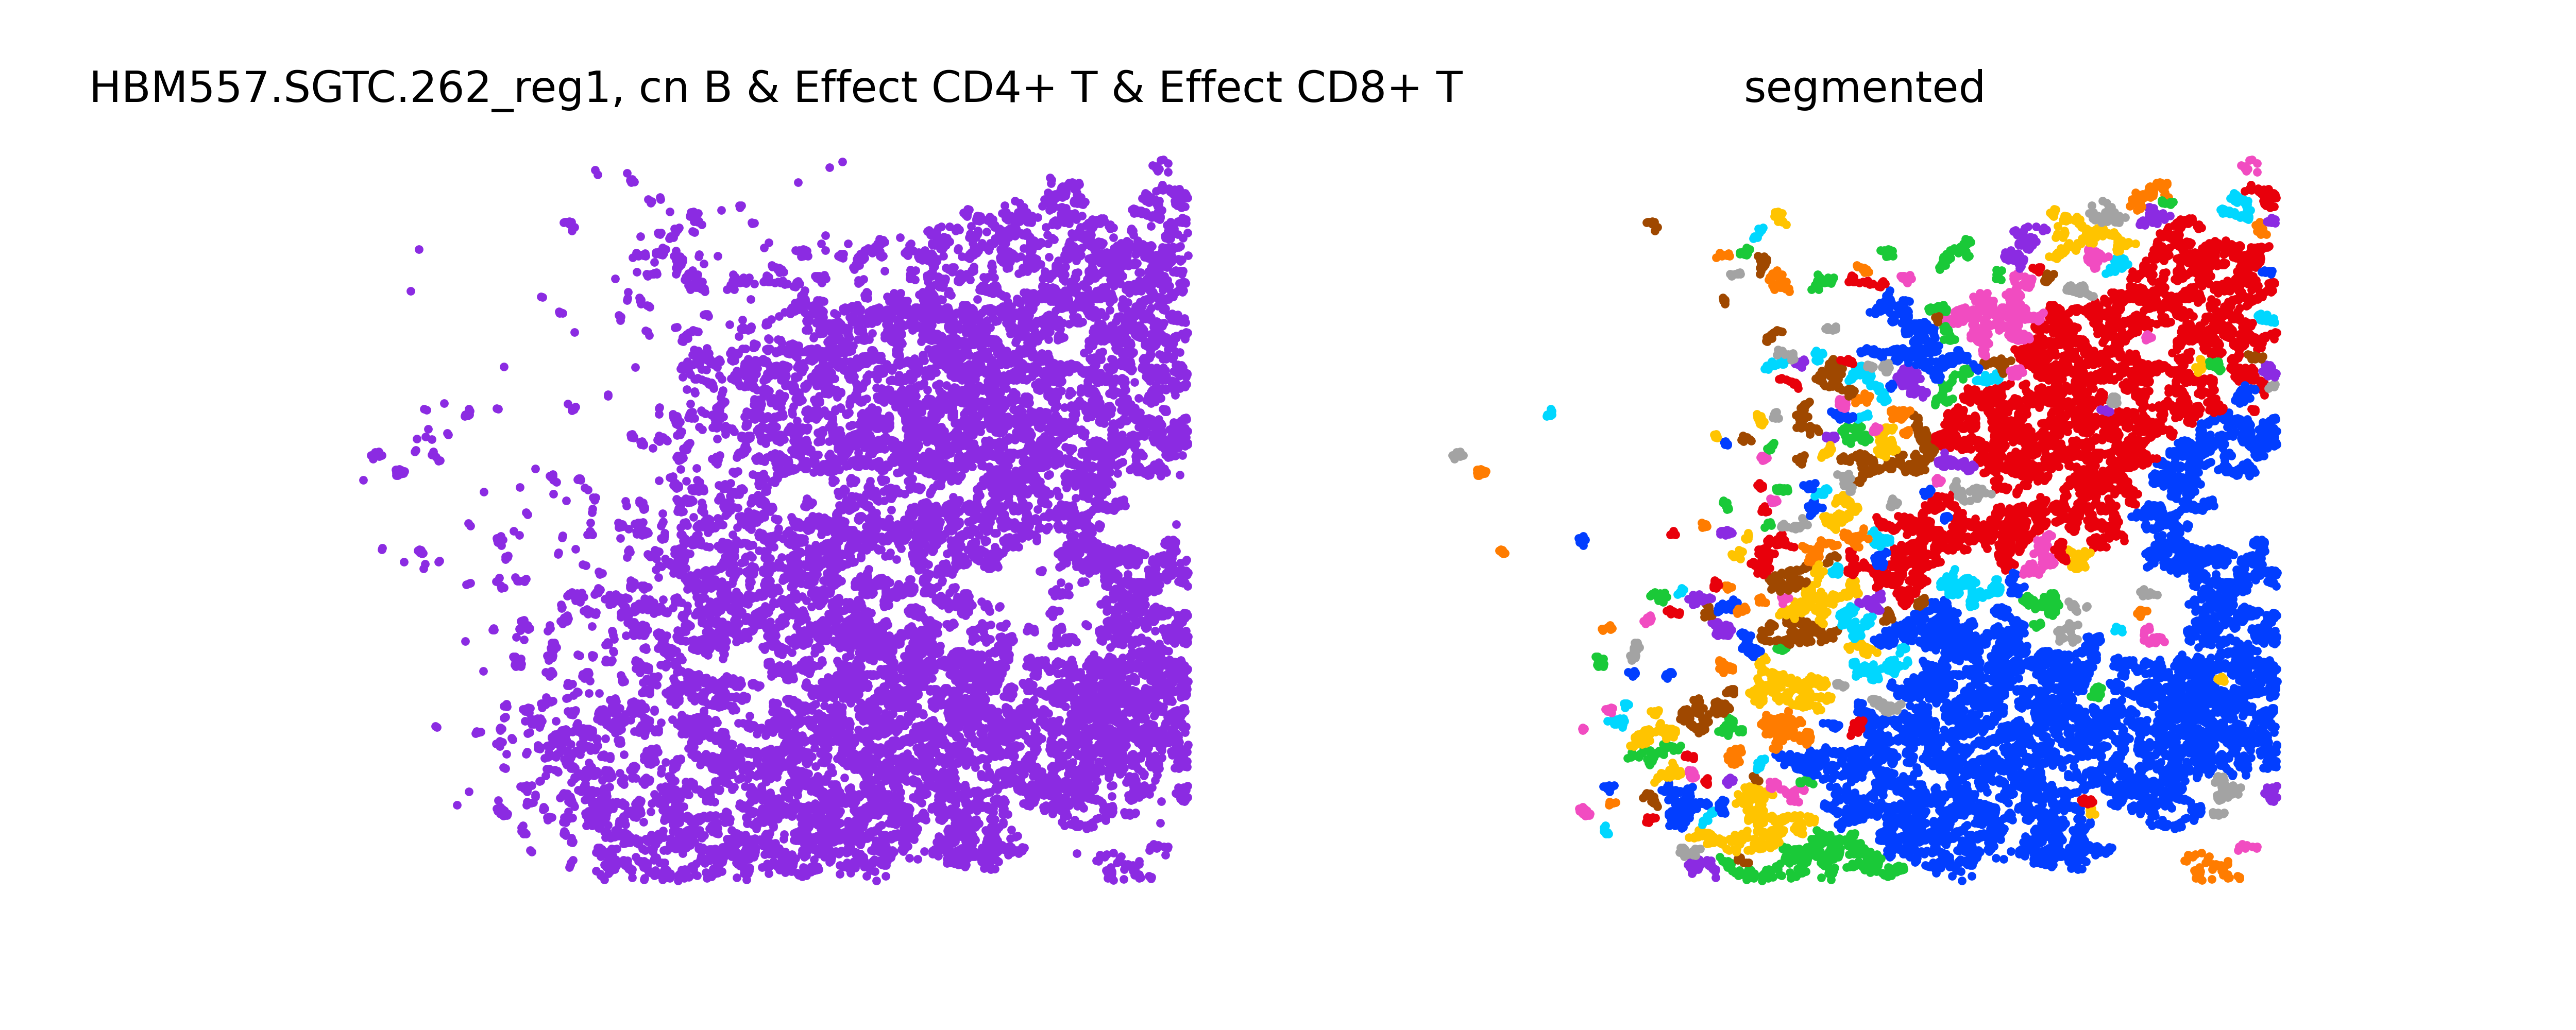 HBM557.SGTC.262_reg1, cn B & Effect CD4+ T & Effect CD8+ T
segmented